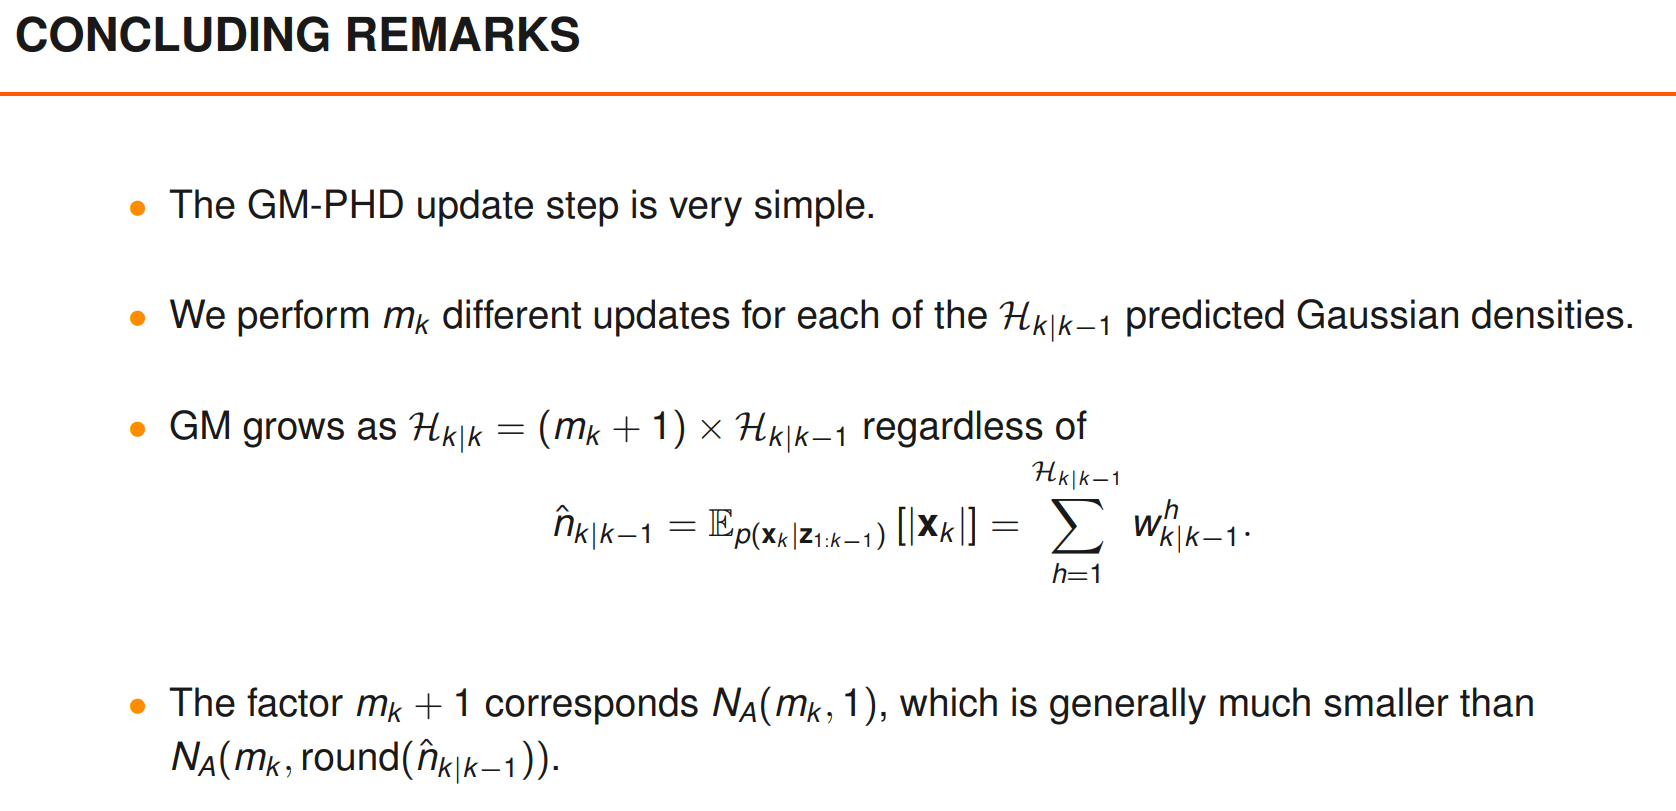 CONCLUDING REMARKS
• The GM-PHD update step is very simple.
• We perform $m_k$ different updates for each of the $\mathcal{H}_{k|k-1}$ predicted Gaussian densities.
• GM grows as $\mathcal{H}_{k|k} = (m_k + 1) \times \mathcal{H}_{k|k-1}$ regardless of
$\hat{n}_{k|k-1} = \mathbb{E}_{p(\mathbf{x}_k|\mathbf{z}_{1:k-1})}[|\mathbf{x}_k|] = \sum_{h=1}^{\mathcal{H}_{k|k-1}} w_{k|k-1}^{h}.$
• The factor $m_k + 1$ corresponds $N_A(m_k, 1)$, which is generally much smaller than
$N_A(m_k, \text{round}(\hat{n}_{k|k-1}))$.